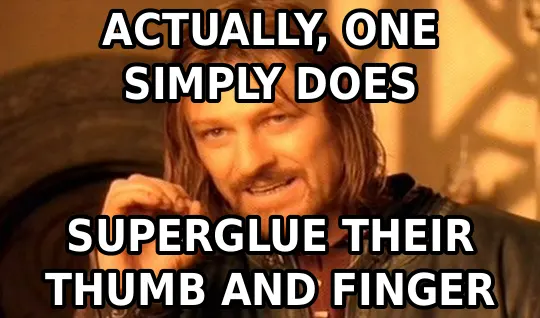 ACTUALLY, ONE
SIMPLY DOES
SUPERGLUE THEIR
THUMB AND FINGER